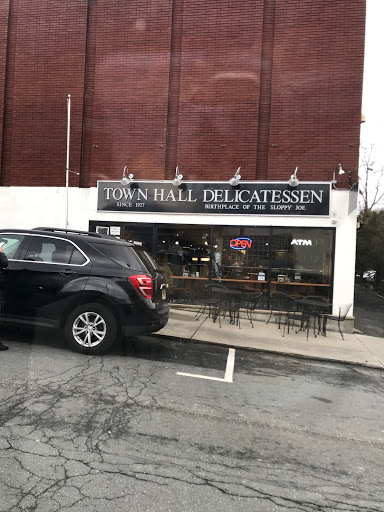 TOWN HALL DELICATESSEN
SINCE 1927 BIRTHPLACE OF THE SLOPPY JOE
OPEN
ATM